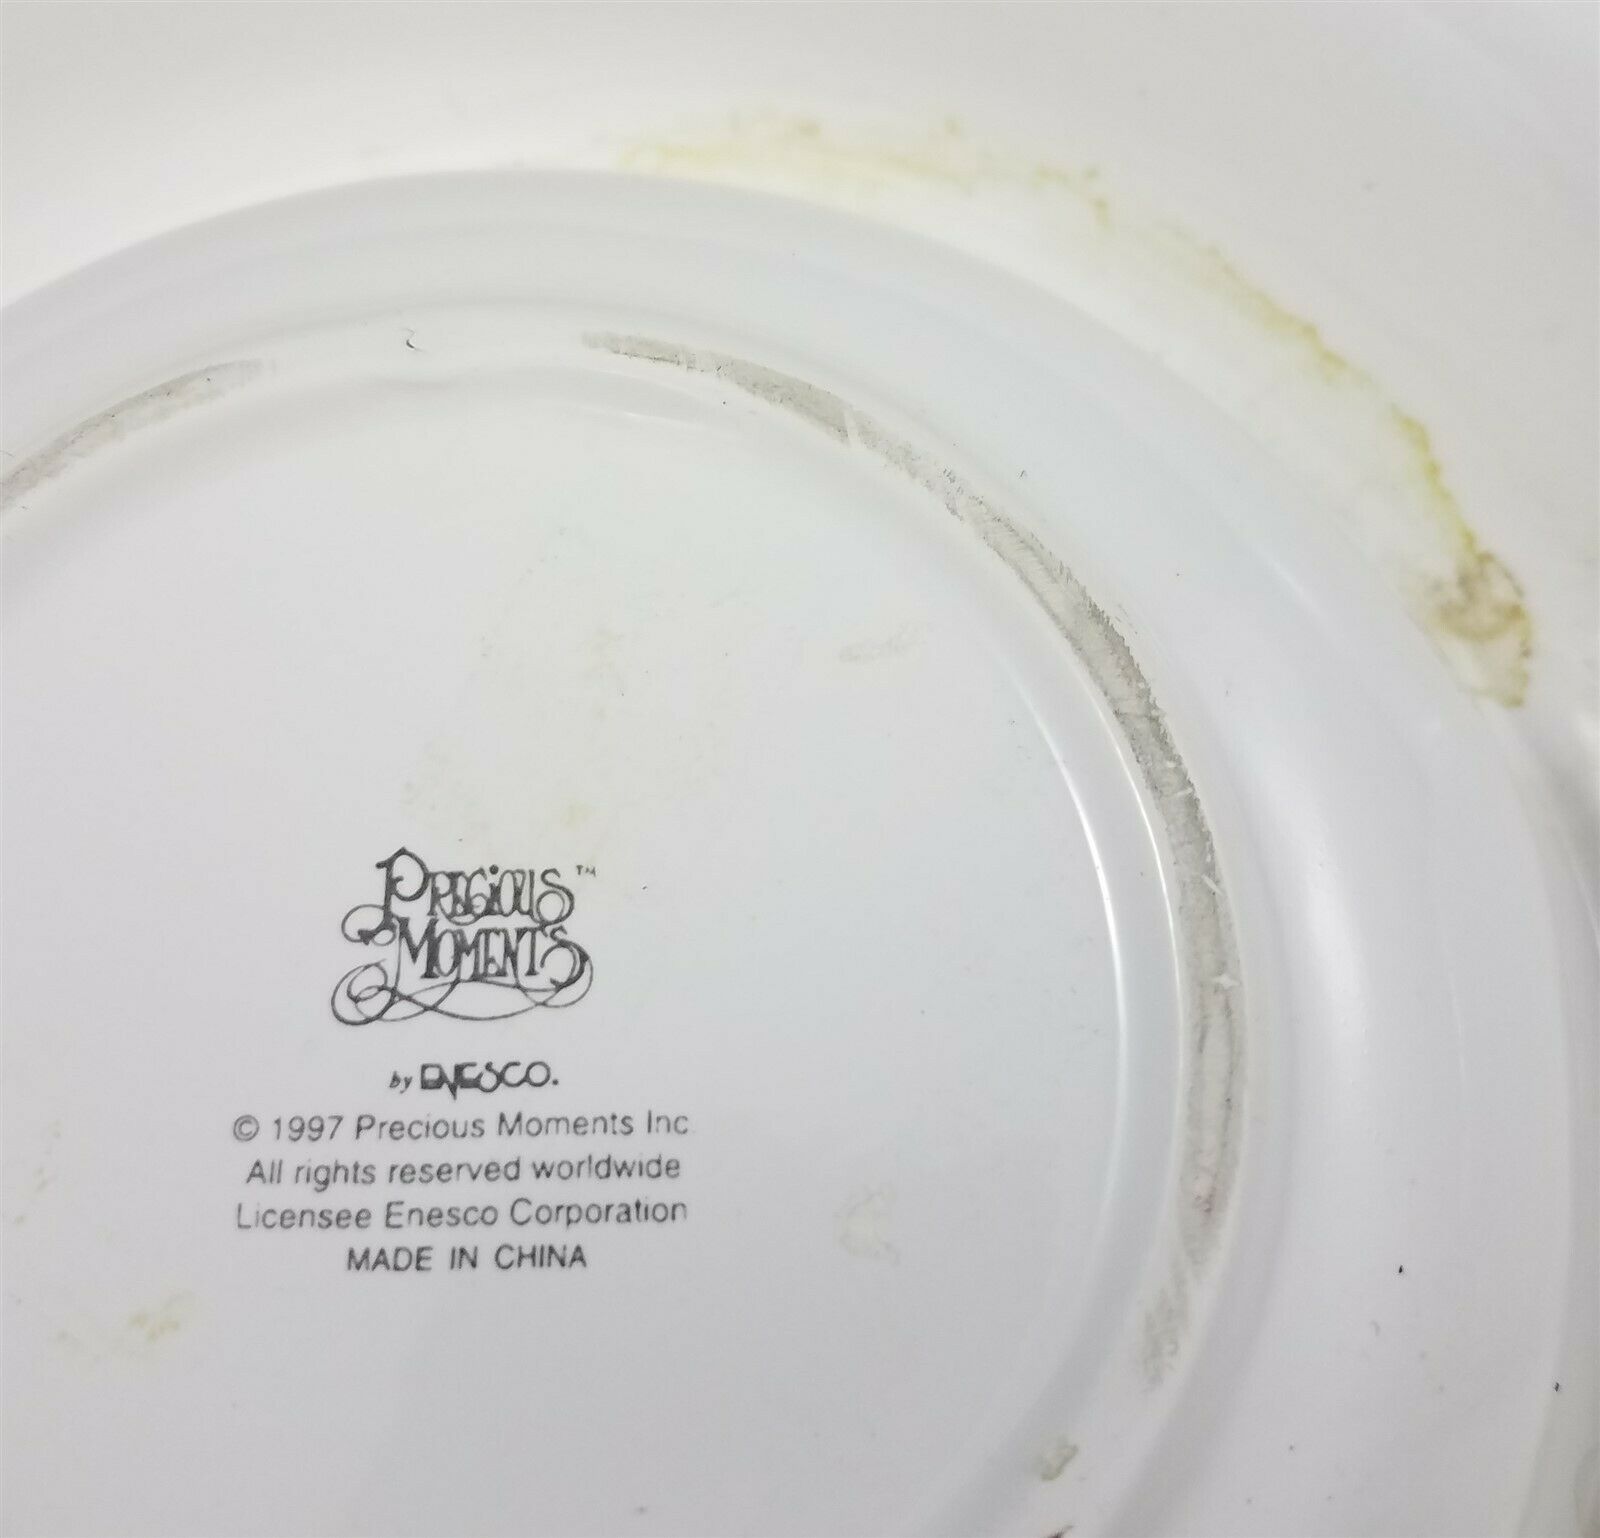 PRECIOUS™
MOMENTS
by ENESCO.
© 1997 Precious Moments Inc
All rights reserved worldwide
Licensee Enesco Corporation
MADE IN CHINA